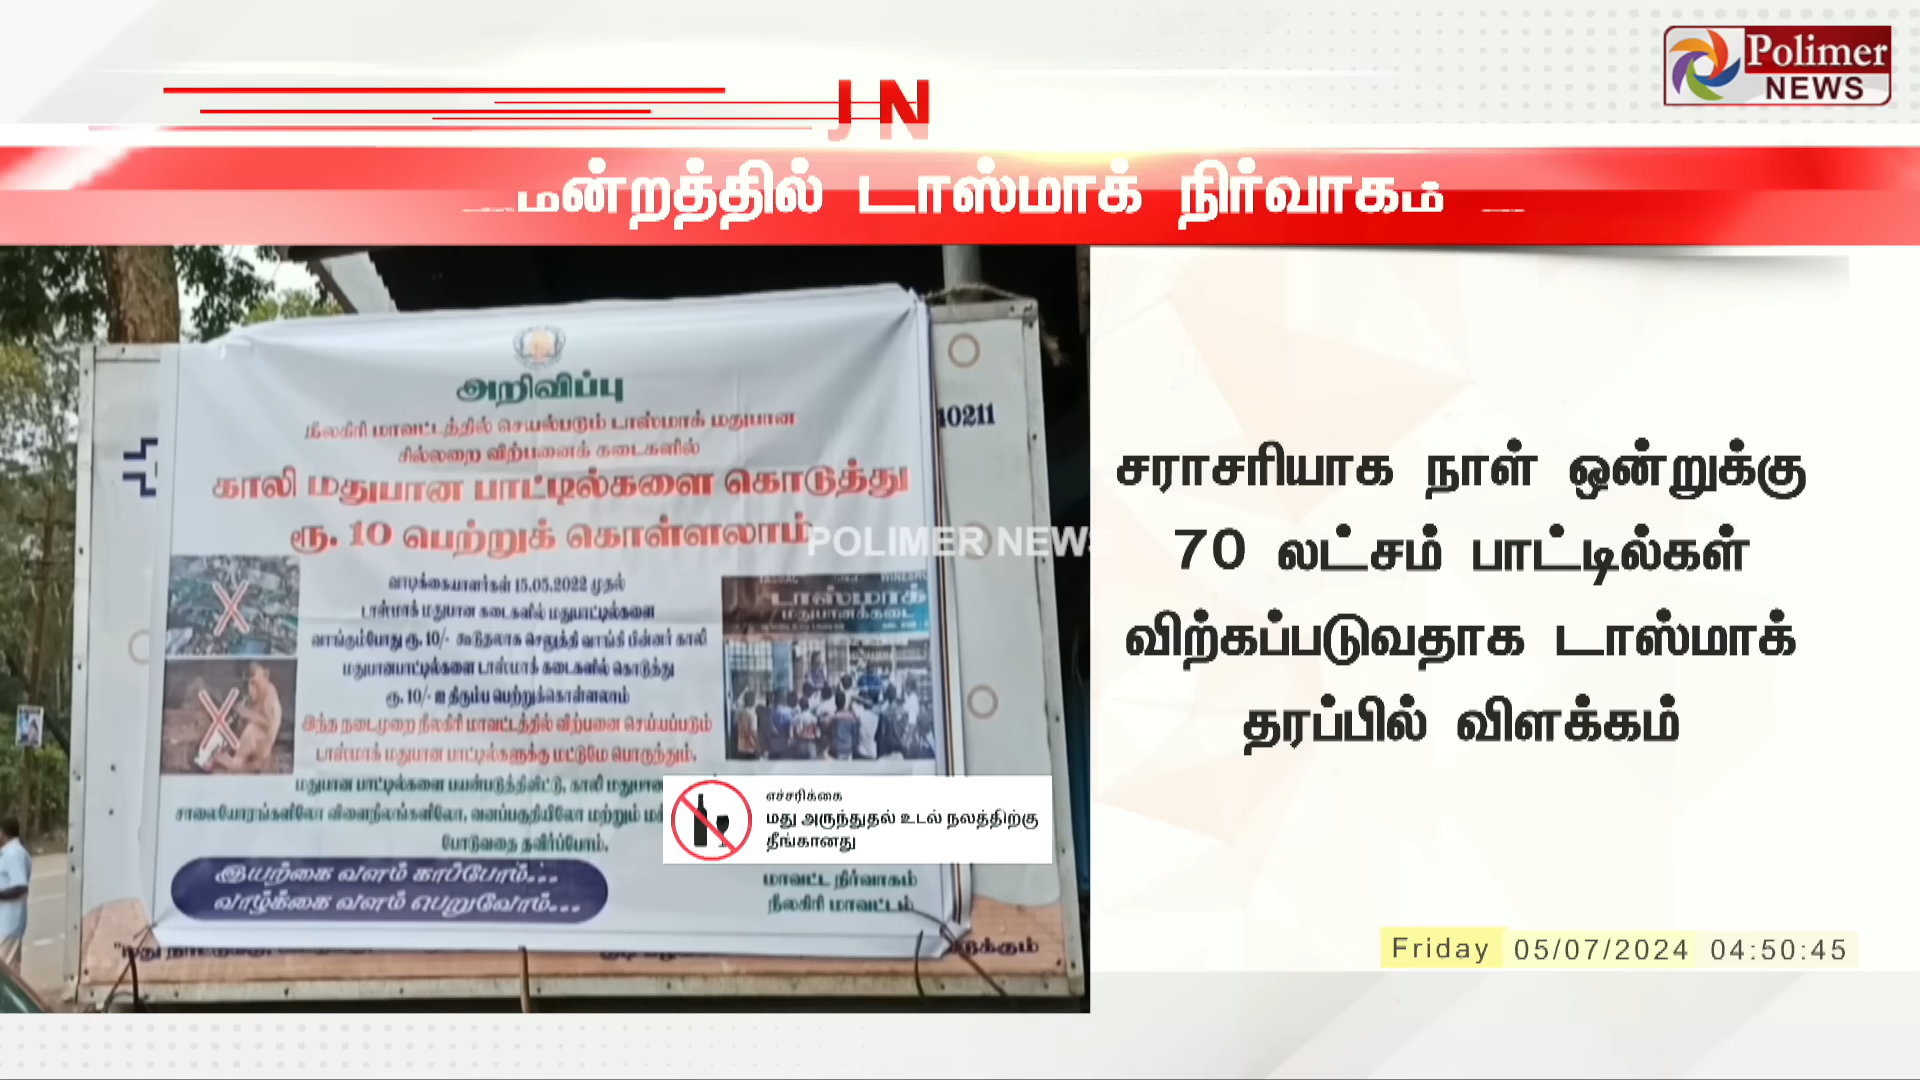 Polimer
NEWS
J N
மன்றத்தில் டாஸ்மாக் நிர்வாகம்
அறிவிப்பு
நீலகிரி மாவட்டத்தில் செயல்படும் டாஸ்மாக் மதுபான
சில்லறை விற்பனைக் கடைகளில்
காலி மதுபான பாட்டில்களை கொடுத்து
ரூ. 10 பெற்றுக் கொள்ளலாம்
10211
POLIMER NEWS
வாடிக்கையாளர்கள் 15.05.2022 முதல்
டாஸ்மாக் மதுபான கடைகளில் மதுபாட்டில்களை
வாங்கும்போது ரூ. 10/- கூடுதலாக செலுத்தி வாங்கி பின்னர் காலி
மதுபானபாட்டில்களை டாஸ்மாக் கடைகளில் கொடுத்து
ரூ. 10/- ஐ திரும்ப பெற்றுக்கொள்ளலாம்
இந்த நடைமுறை நீலகிரி மாவட்டத்தில் விற்பனை செய்யப்படும்
டாஸ்மாக் மதுபான பாட்டில்களுக்கு மட்டுமே பொருந்தும்.
மதுபான பாட்டில்களை பயன்படுத்திவிட்டு, காலி மதுபான
சாலையோரங்களிலோ விளைநிலங்களிலோ, வனப்பகுதியிலோ மற்றும்
போடுவதை தவிர்ப்போம்.
டாஸ்மாக்
மதுபானக்கடை
இயற்கை வளம் காப்போம்...
வாழ்க்கை வளம் பெறுவோம்...
மாவட்ட நிர்வாகம்
நீலகிரி மாவட்டம்
எச்சரிக்கை
மது அருந்துதல் உடல் நலத்திற்கு
தீங்கானது
சராசரியாக நாள் ஒன்றுக்கு
70 லட்சம் பாட்டில்கள்
விற்கப்படுவதாக டாஸ்மாக்
தரப்பில் விளக்கம்
Friday 05/07/2024 04:50:45